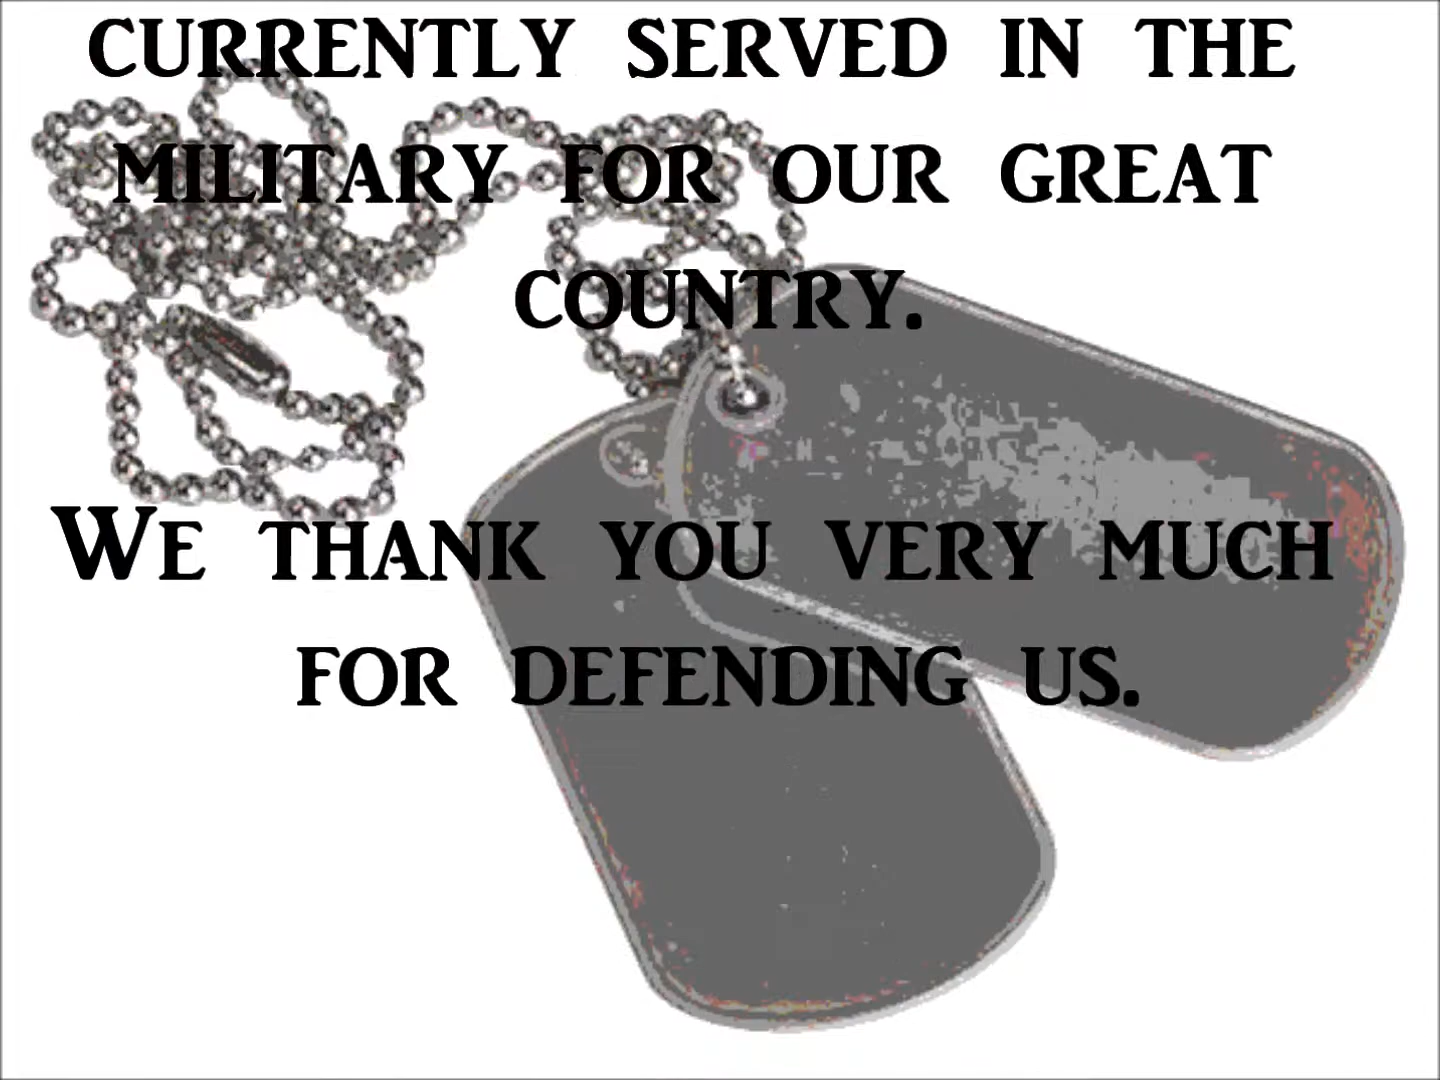 CURRENTLY SERVED IN THE
MILITARY FOR OUR GREAT
COUNTRY.
WE THANK YOU VERY MUCH
FOR DEFENDING US.